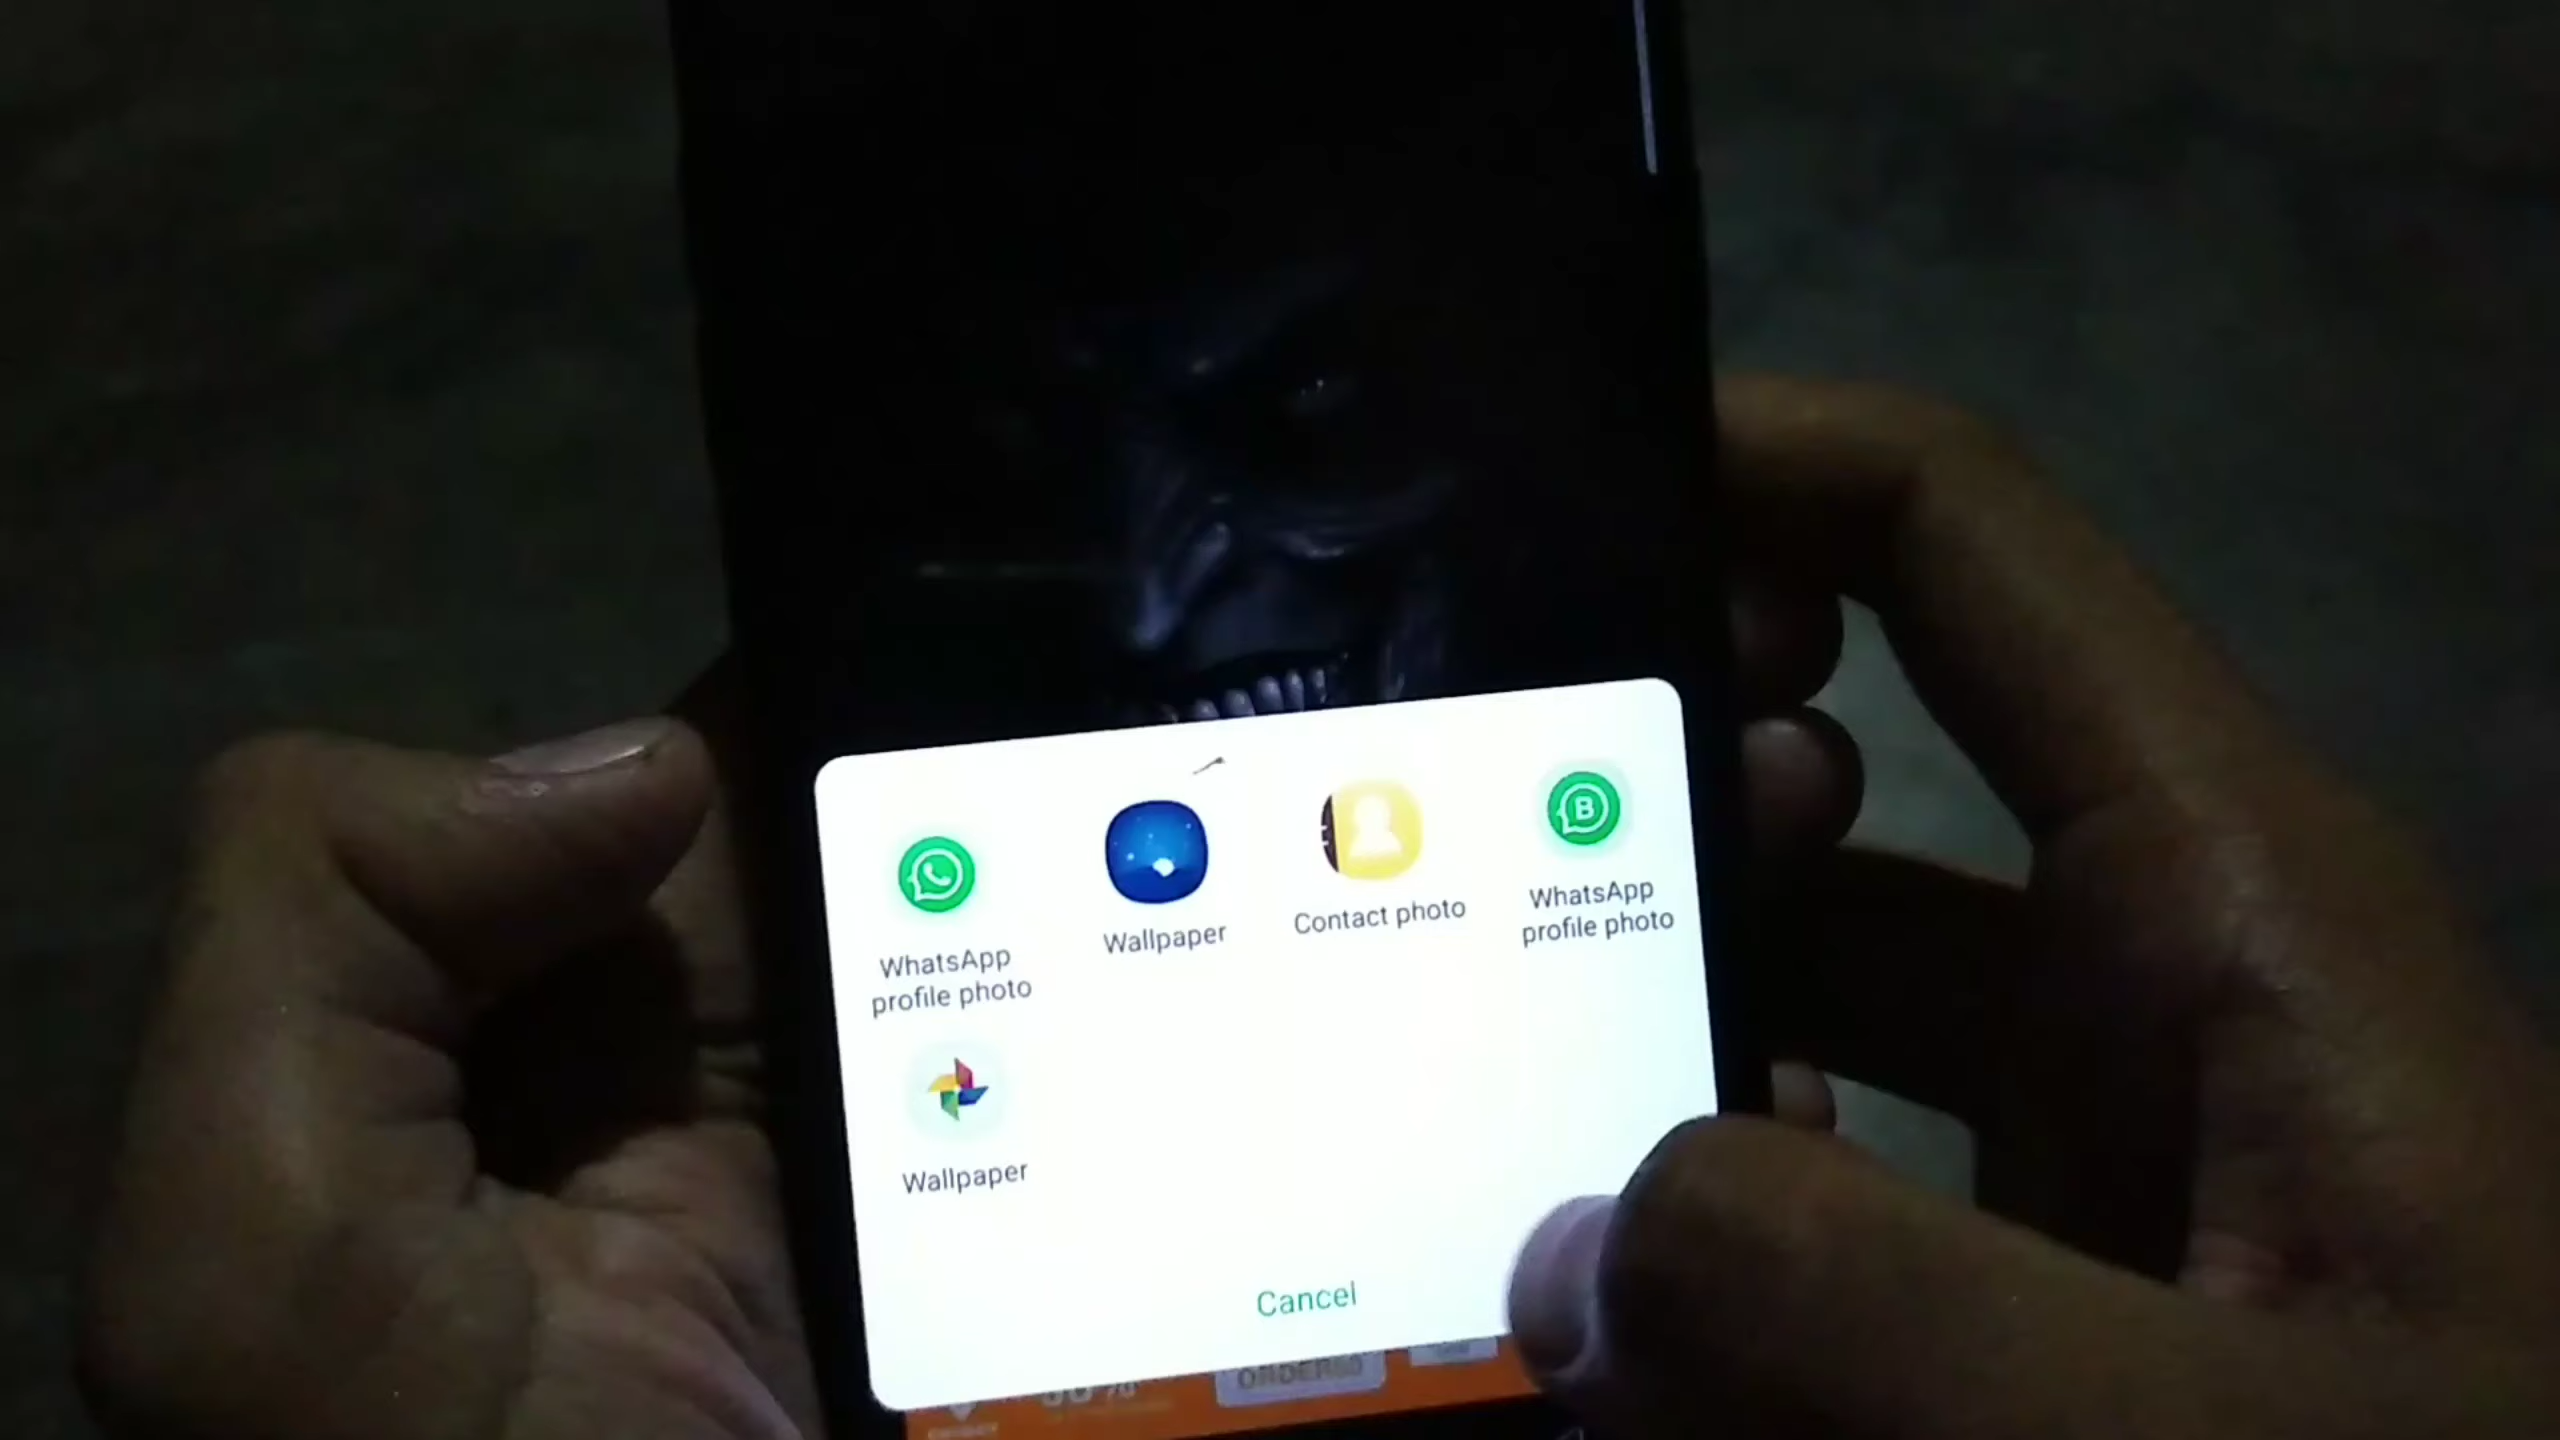 WhatsApp
profile photo
Wallpaper
Contact photo
WhatsApp
profile photo
Wallpaper
Cancel